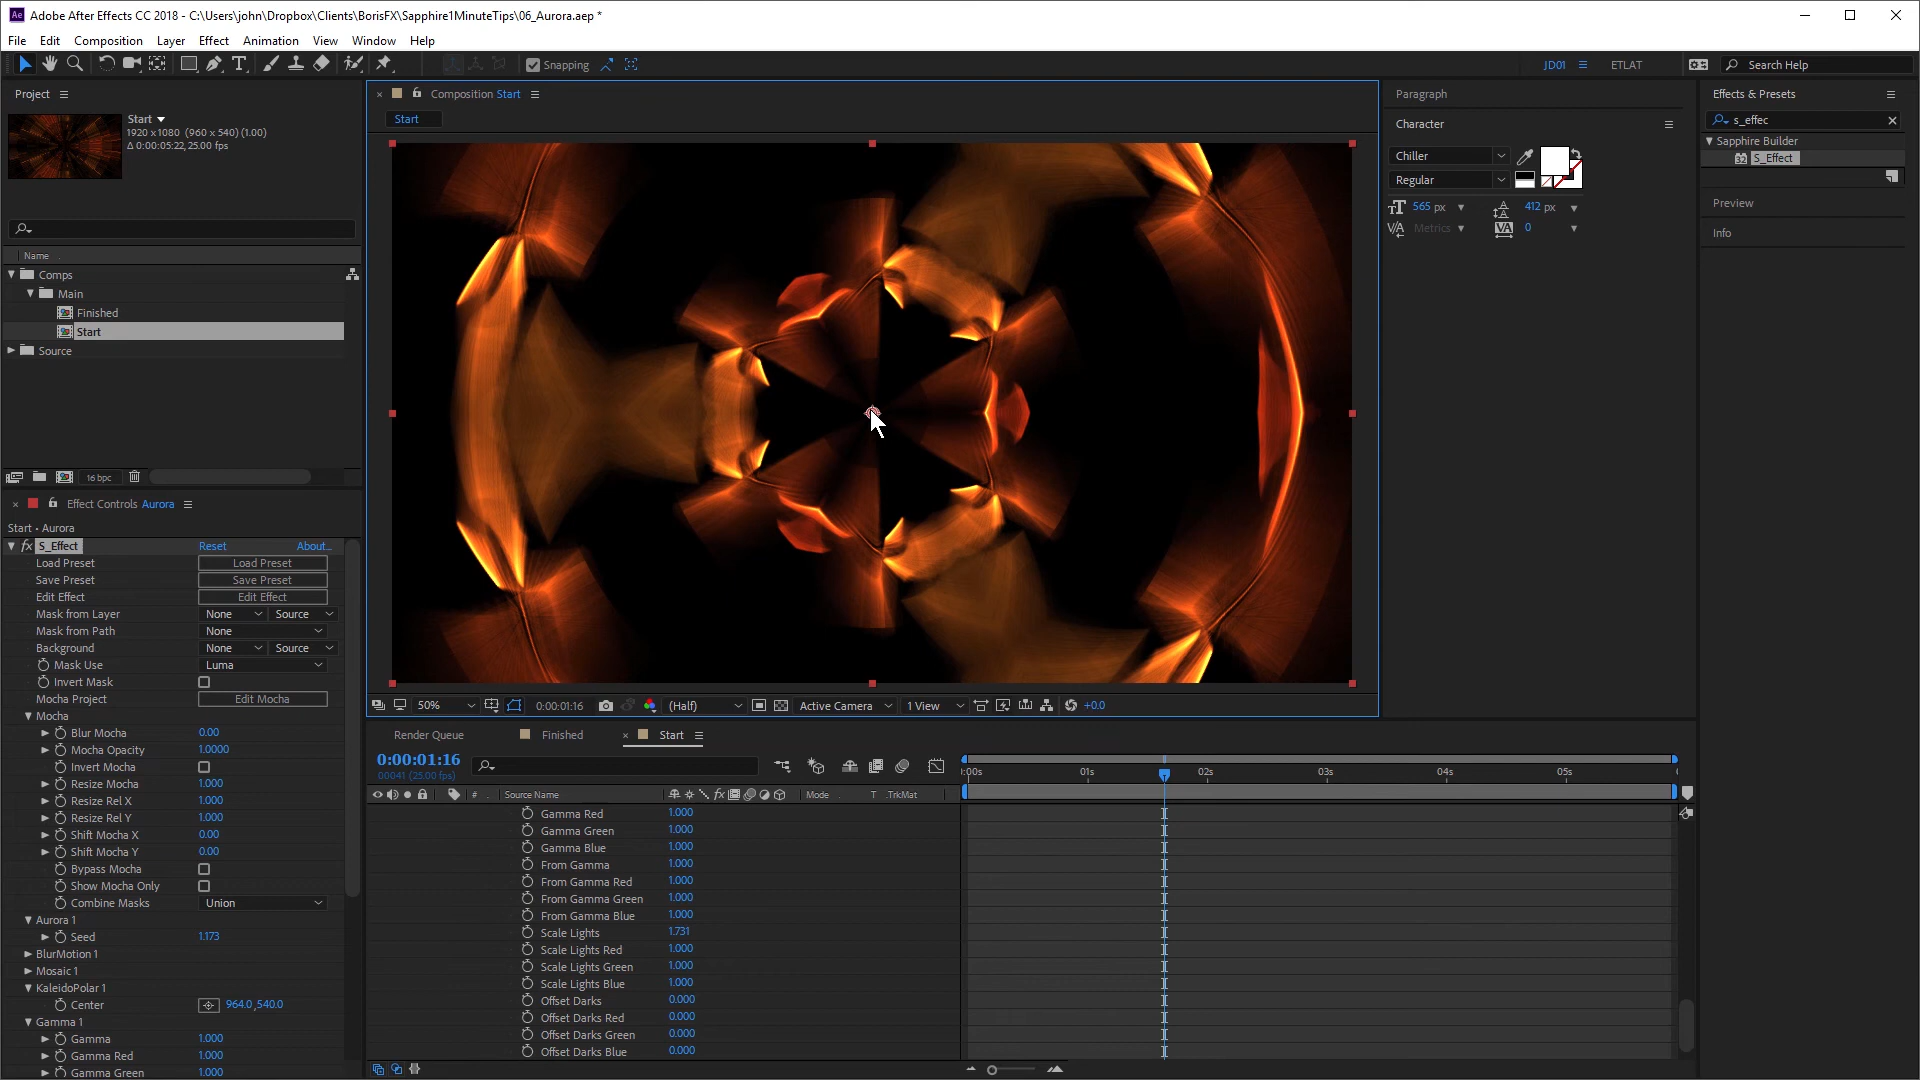 Adobe After Effects CC 2018 - C:\Users\john\Dropbox\Clients\BorisFX\Sapphire1MinuteTips\06_Aurora.aep *
File Edit Composition Layer Effect Animation View Window Help
Snapping
JD01
ETLAT
Search Help
Project
Start
1920 x1080 (960 x 540) (1.00)
Δ 0:00:05:22, 25.00 fps
Name
Comps
Main
Finished
Start
Source
16 bpc
Effect Controls Aurora
Start • Aurora
fx S_Effect Reset About...
Load Preset Load Preset
Save Preset Save Preset
Edit Effect Edit Effect
Mask from Layer None Source
Mask from Path None
Background None Source
Mask Use Luma
Invert Mask
Mocha Project Edit Mocha
Mocha
Blur Mocha 0.00
Mocha Opacity 1.0000
Invert Mocha
Resize Mocha 1.000
Resize Rel X 1.000
Resize Rel Y 1.000
Shift Mocha X 0.00
Shift Mocha Y 0.00
Bypass Mocha
Show Mocha Only
Combine Masks Union
Aurora 1
Seed 1.173
BlurMotion 1
Mosaic 1
KaleidoPolar 1
Center 964.0,540.0
Gamma 1
Gamma 1.000
Gamma Red 1.000
Gamma Green 1.000
Composition Start
Start
50% 0:00:01:16 (Half) Active Camera 1 View +0.0
Render Queue Finished Start
0:00:01:16
00041 (25.00 fps)
# Source Name Mode T .TrkMat
Gamma Red 1.000
Gamma Green 1.000
Gamma Blue 1.000
From Gamma 1.000
From Gamma Red 1.000
From Gamma Green 1.000
From Gamma Blue 1.000
Scale Lights 1.731
Scale Lights Red 1.000
Scale Lights Green 1.000
Scale Lights Blue 1.000
Offset Darks 0.000
Offset Darks Red 0.000
Offset Darks Green 0.000
Offset Darks Blue 0.000
:00s 01s 02s 03s 04s 05s
Paragraph
Character
Chiller
Regular
565 px 412 px
Metrics 0
Effects & Presets
s_effec
Sapphire Builder
32 S_Effect
Preview
Info